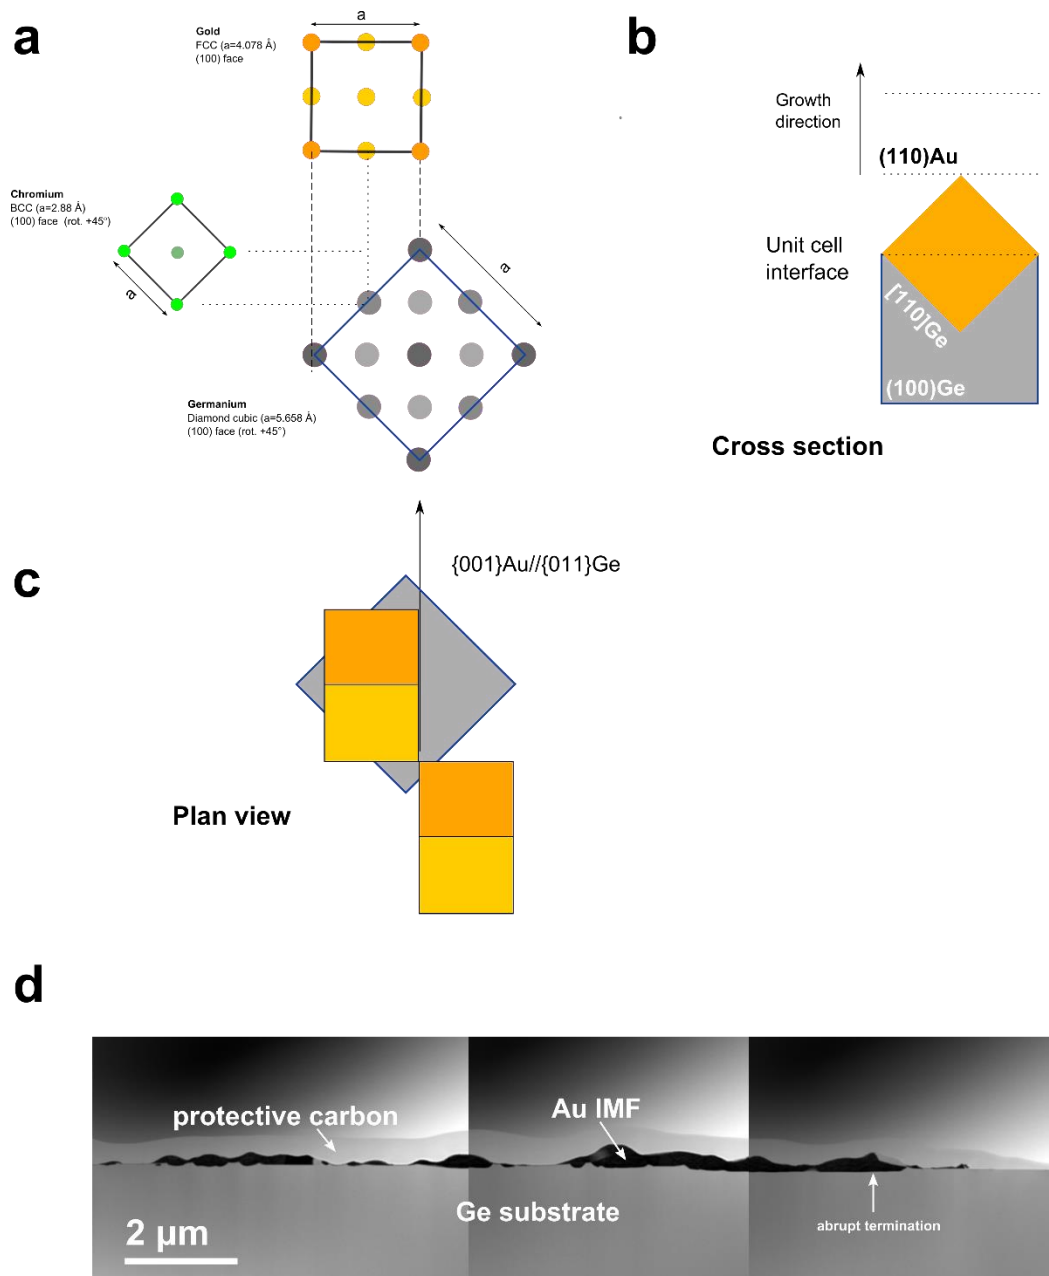 a
Gold
FCC (a=4.078 Å)
(100) face
a
Chromium
BCC (a=2.88 Å)
(100) face  (rot. +45°)
a
a
Germanium
Diamond cubic (a=5.658 Å)
(100) face (rot. +45°)
b
Growth
direction
(110)Au
Unit cell
interface
[110]Ge
(100)Ge
Cross section
c
{001}Au//{011}Ge
Plan view
d
protective carbon
Au IMF
Ge substrate
abrupt termination
2 µm